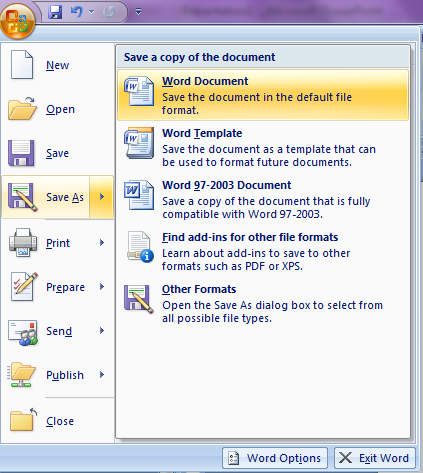 New
Open
Save
Save As
Print
Prepare
Send
Publish
Close
Save a copy of the document
Word Document
Save the document in the default file
format.
Word Template
Save the document as a template that can
be used to format future documents.
Word 97-2003 Document
Save a copy of the document that is fully
compatible with Word 97-2003.
Find add-ins for other file formats
Learn about add-ins to save to other
formats such as PDF or XPS.
Other Formats
Open the Save As dialog box to select from
all possible file types.
Word Options
Exit Word